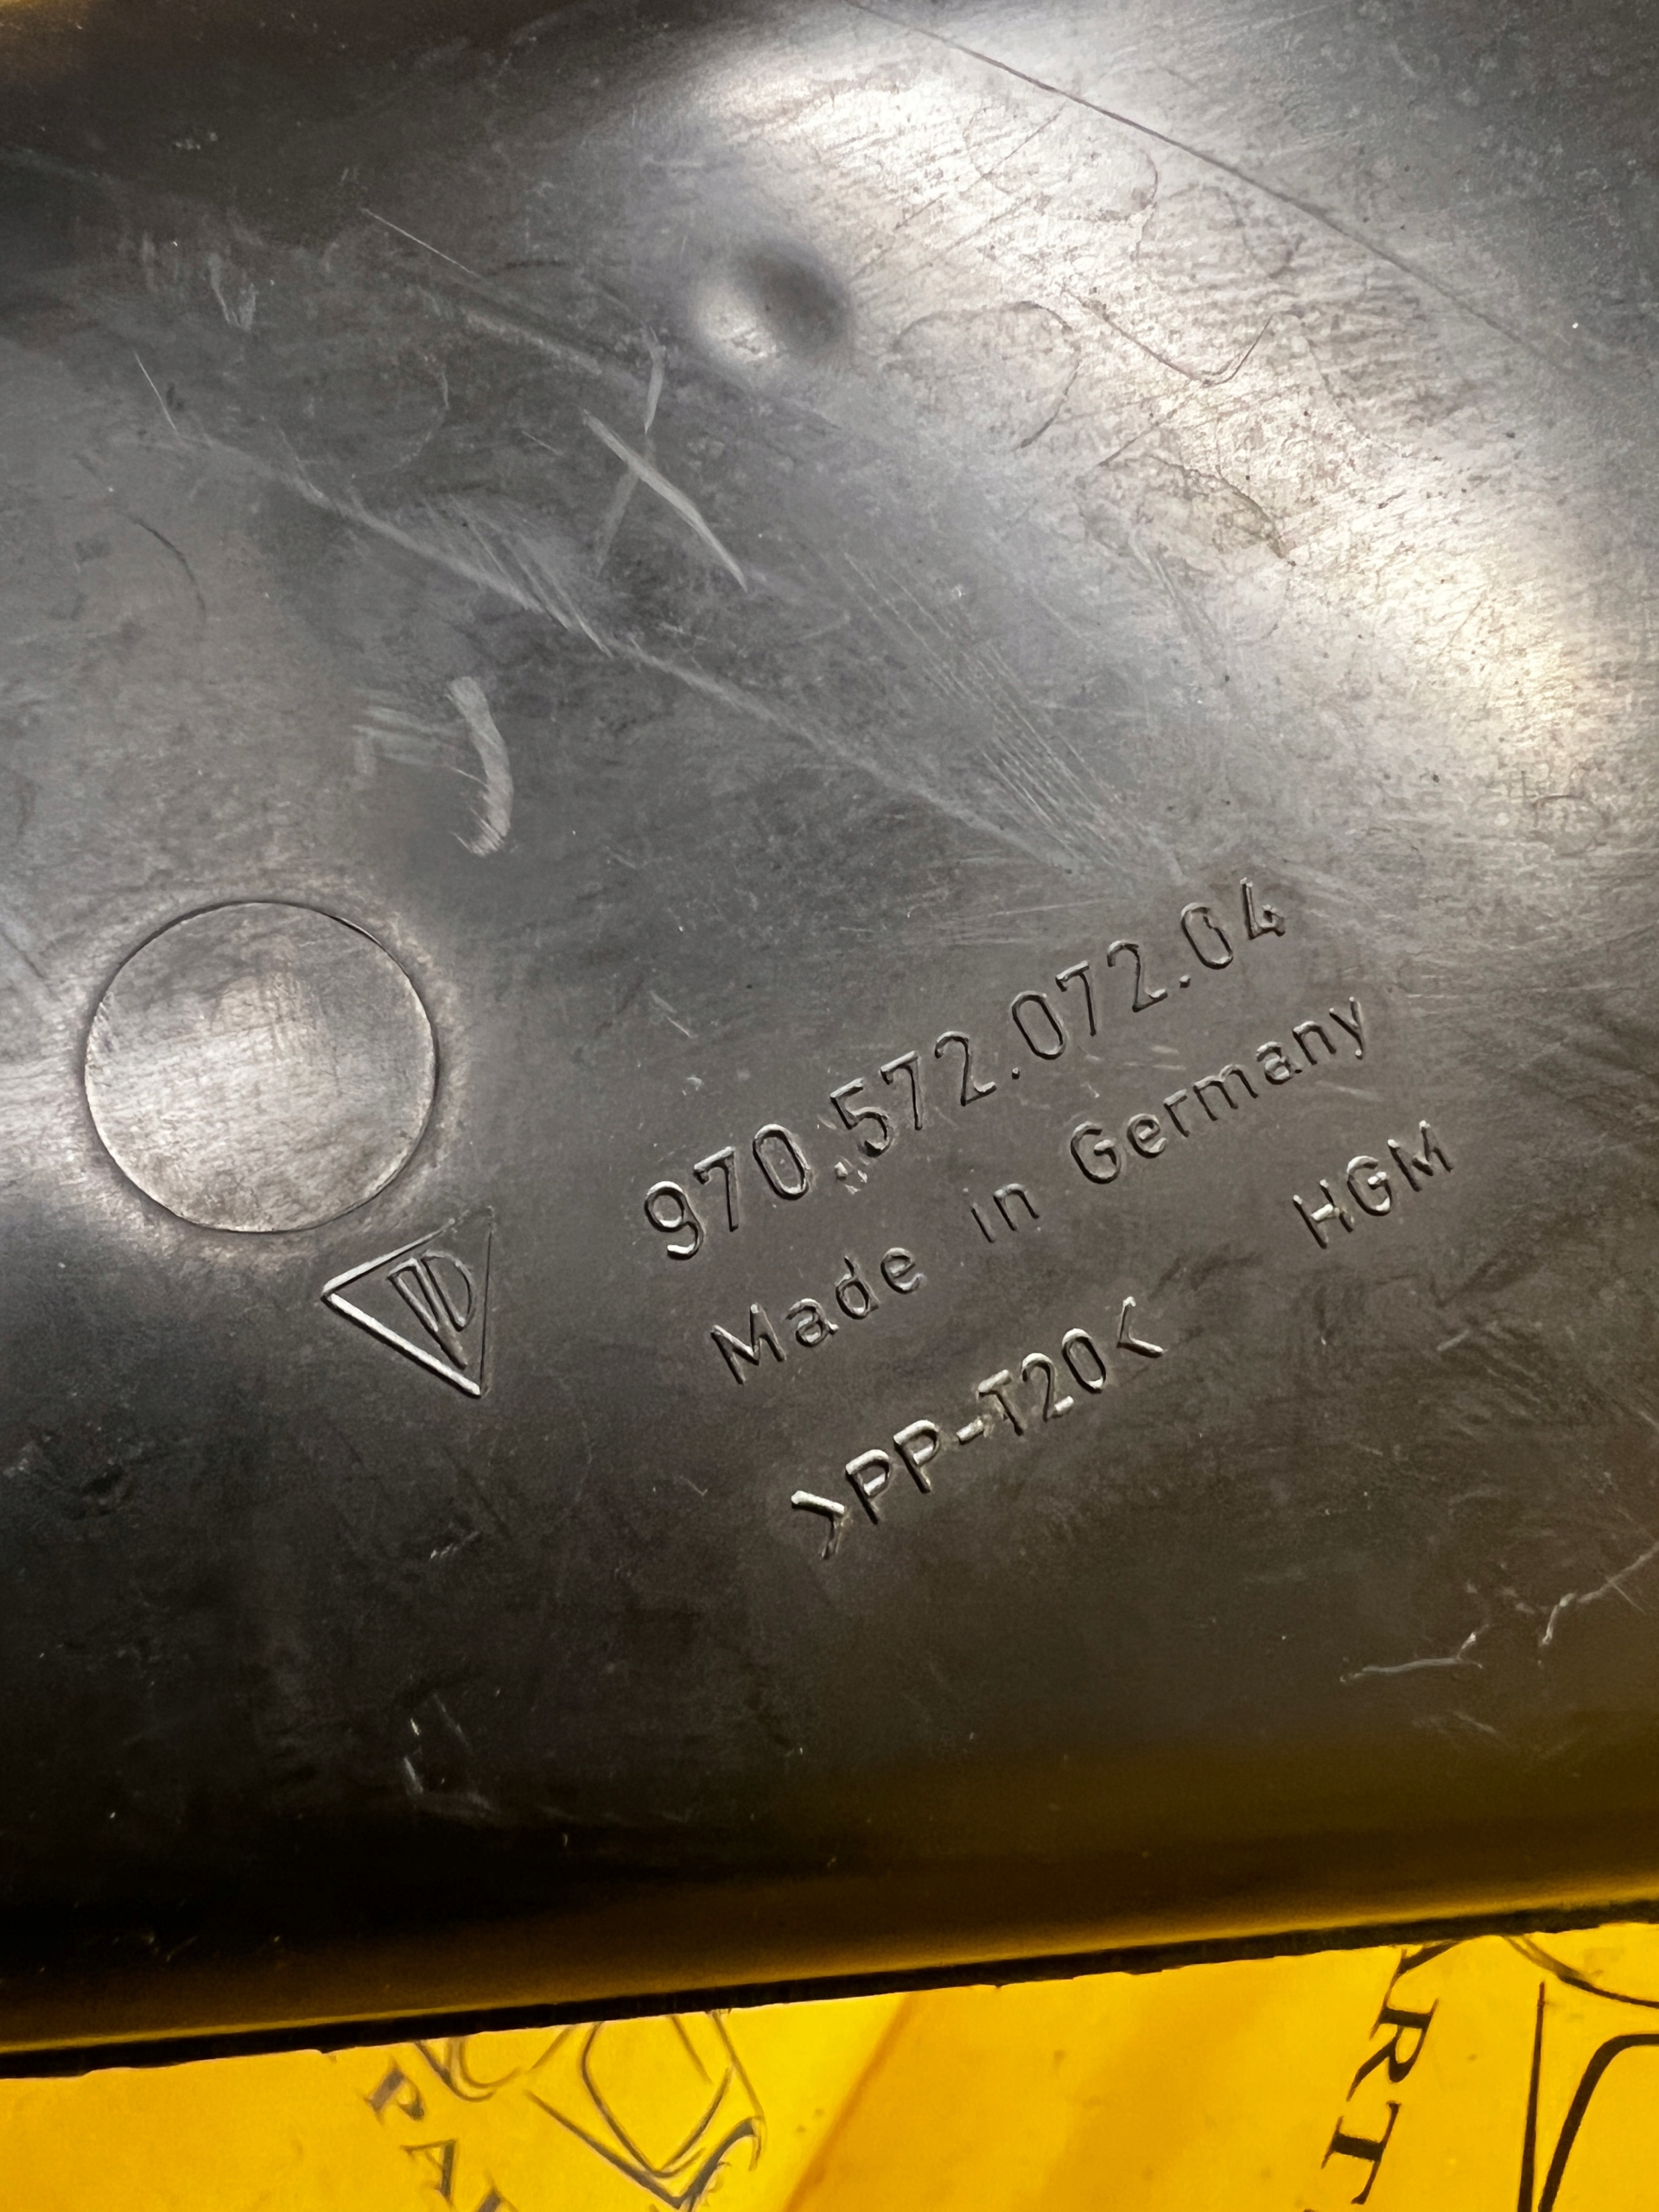 970.572.072.04
Made in Germany
HGM
>PP-T20<